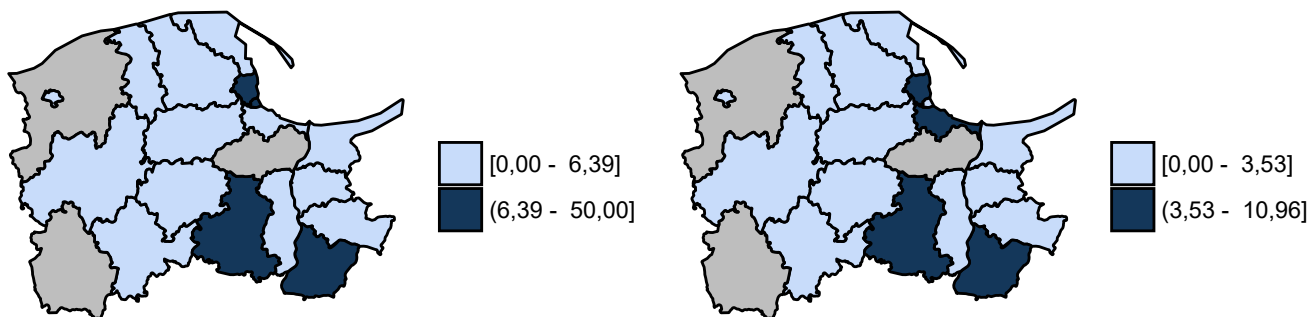 [0,00 - 6,39]
(6,39 - 50,00]
[0,00 - 3,53]
(3,53 - 10,96]